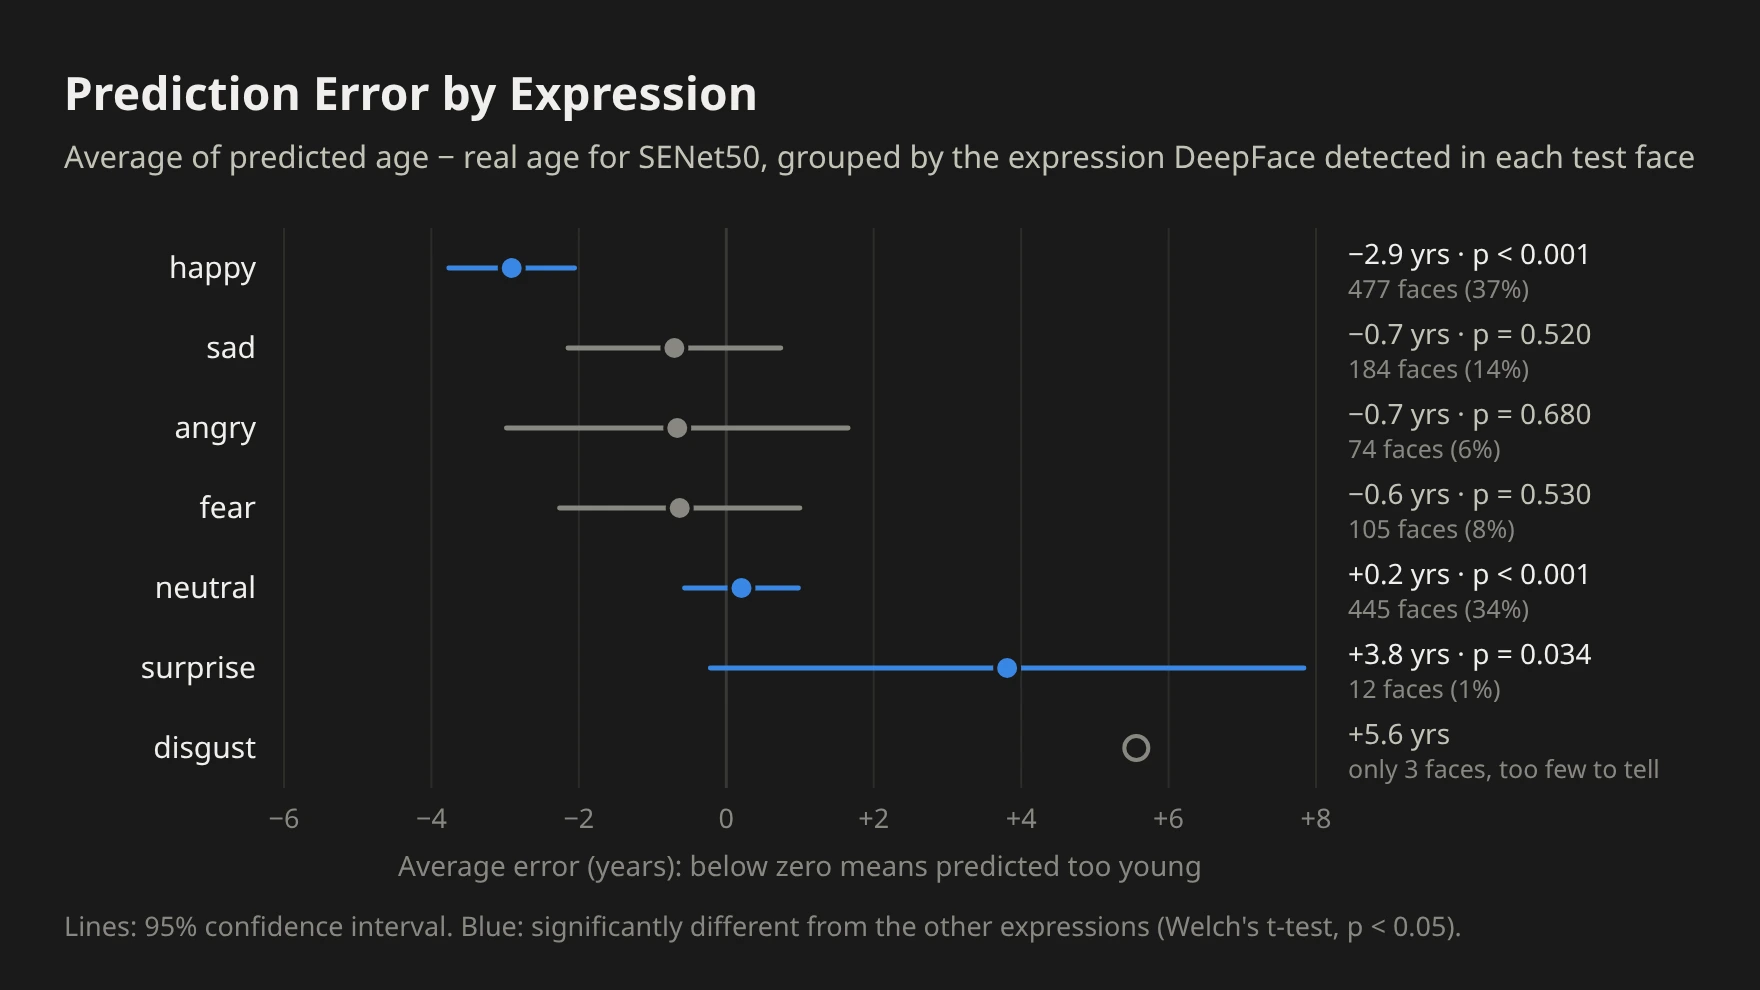 Prediction Error by Expression
Average of predicted age − real age for SENet50, grouped by the expression DeepFace detected in each test face
happy
−2.9 yrs · p < 0.001
477 faces (37%)
sad
−0.7 yrs · p = 0.520
184 faces (14%)
angry
−0.7 yrs · p = 0.680
74 faces (6%)
fear
−0.6 yrs · p = 0.530
105 faces (8%)
neutral
+0.2 yrs · p < 0.001
445 faces (34%)
surprise
+3.8 yrs · p = 0.034
12 faces (1%)
disgust
+5.6 yrs
only 3 faces, too few to tell
−6 −4 −2 0 +2 +4 +6 +8
Average error (years): below zero means predicted too young
Lines: 95% confidence interval. Blue: significantly different from the other expressions (Welch's t-test, p < 0.05).